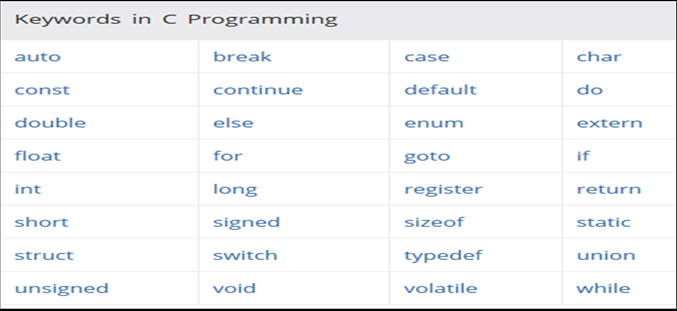 Keywords in C Programming
auto break case char
const continue default do
double else enum extern
float for goto if
int long register return
short signed sizeof static
struct switch typedef union
unsigned void volatile while